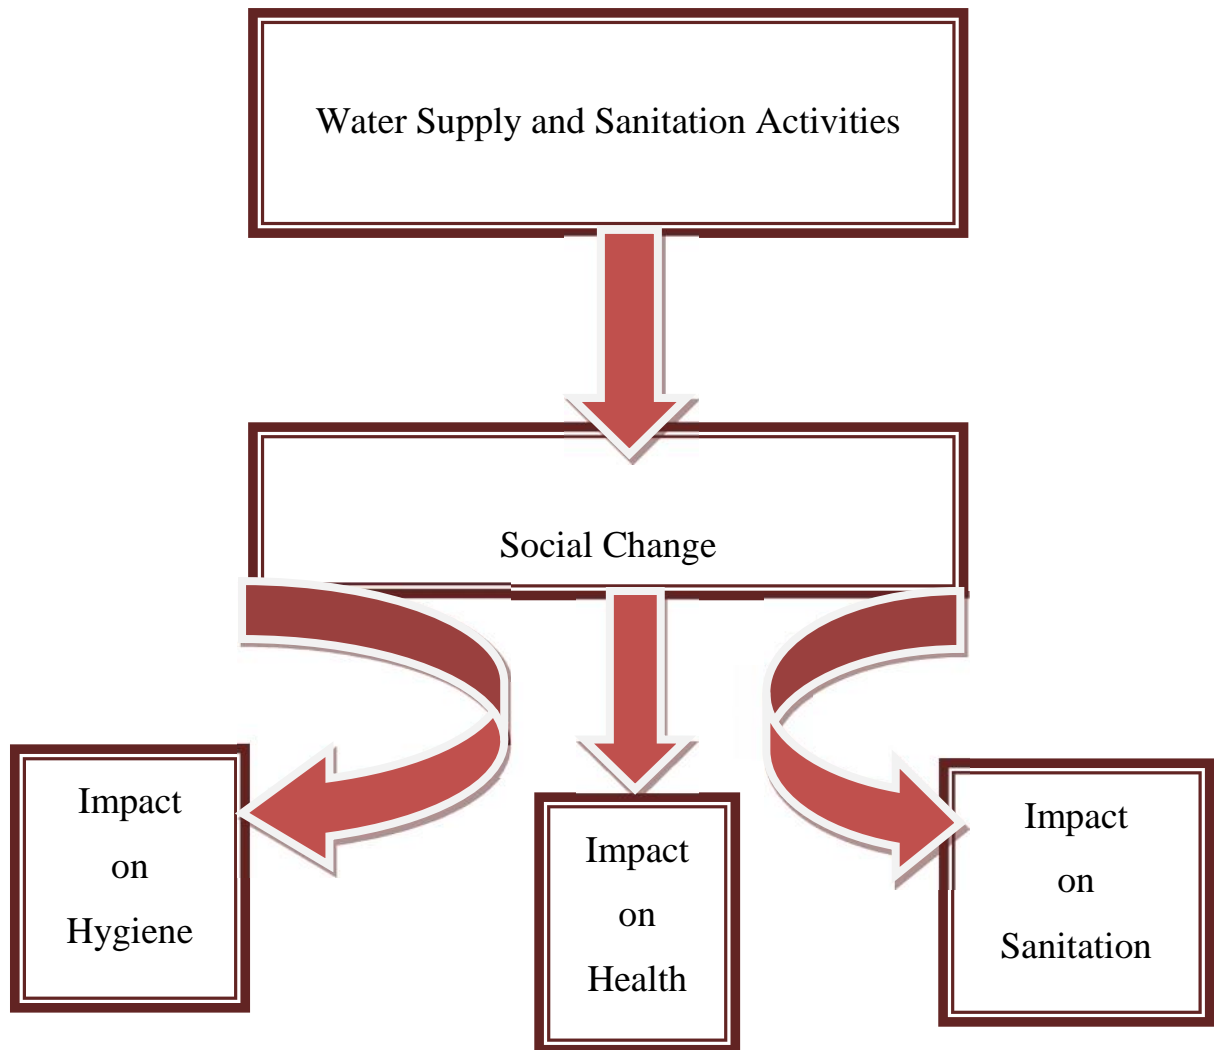 Water Supply and Sanitation Activities
Social Change
Impact
on
Hygiene
Impact
on
Health
Impact
on
Sanitation